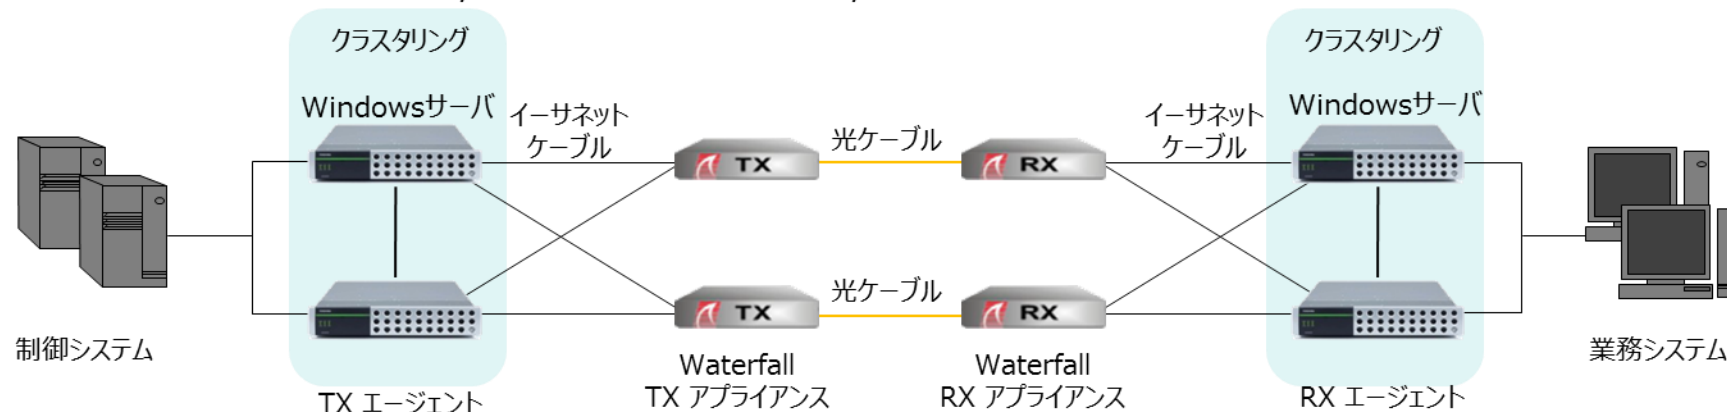 クラスタリング
クラスタリング
Windowsサーバ
イーサネット
ケーブル
光ケーブル
イーサネット
ケーブル
Windowsサーバ
TX
RX
光ケーブル
TX
RX
制御システム
TX エージェント
Waterfall
TX アプライアンス
Waterfall
RX アプライアンス
RX エージェント
業務システム